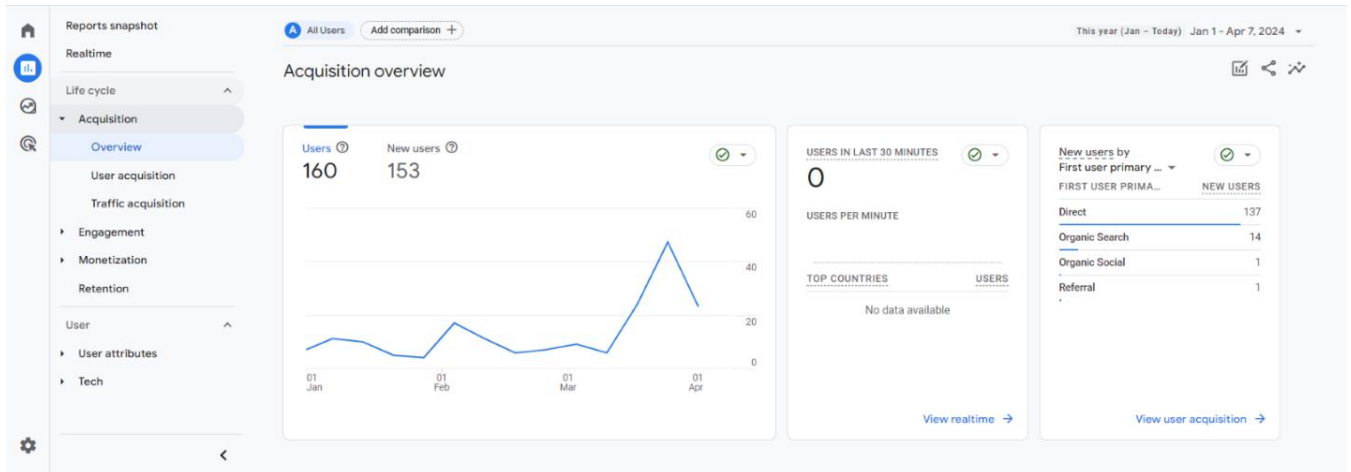 Reports snapshot
Realtime
Life cycle
Acquisition
Overview
User acquisition
Traffic acquisition
Engagement
Monetization
Retention
User
User attributes
Tech
A All Users Add comparison +
This year (Jan – Today) Jan 1 - Apr 7, 2024
Acquisition overview
Users New users
160 153
60
40
20
0
01 01 01 01
Jan Feb Mar Apr
USERS IN LAST 30 MINUTES
0
USERS PER MINUTE
TOP COUNTRIES USERS
No data available
View realtime
New users by
First user primary ...
FIRST USER PRIMA... NEW USERS
Direct 137
Organic Search 14
Organic Social 1
Referral 1
View user acquisition